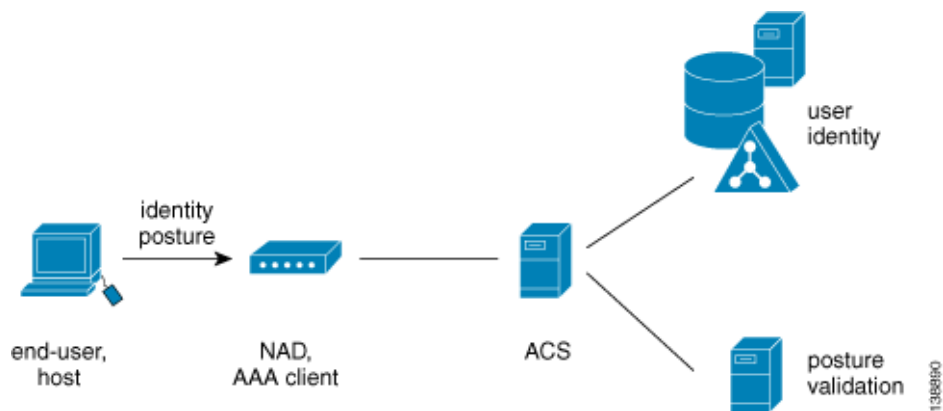 user
identity
identity
posture
end-user,
host
NAD,
AAA client
ACS
posture
validation
138890